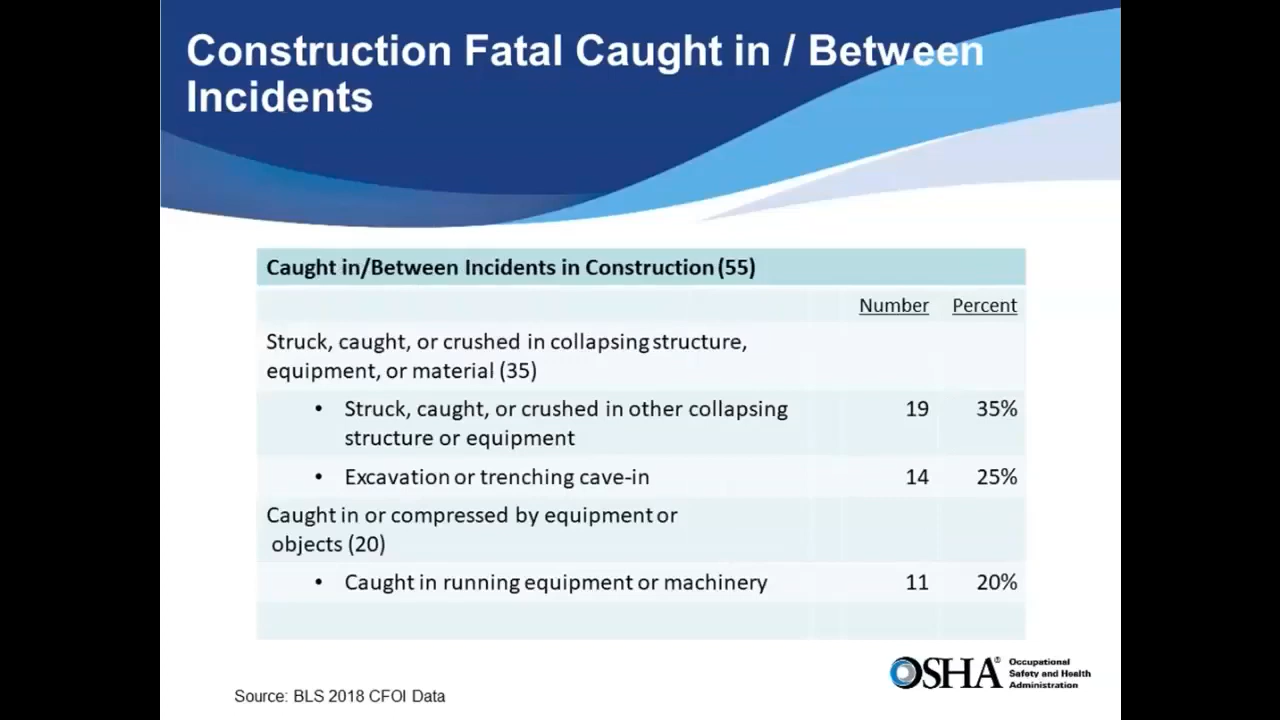 Construction Fatal Caught in / Between
Incidents
Caught in/Between Incidents in Construction (55)
Number Percent
Struck, caught, or crushed in collapsing structure,
equipment, or material (35)
• Struck, caught, or crushed in other collapsing 19 35%
structure or equipment
• Excavation or trenching cave-in 14 25%
Caught in or compressed by equipment or
objects (20)
• Caught in running equipment or machinery 11 20%
OSHA® Occupational
Safety and Health
Administration
Source: BLS 2018 CFOI Data